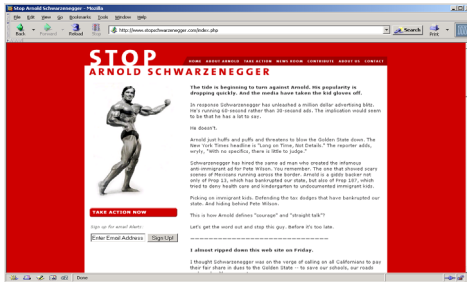 Stop Arnold Schwarzenegger - Mozilla
File Edit View Go Bookmarks Tools Window Help
Back Forward Reload Stop http://www.stopschwarzenegger.com/index.php Search Print
STOP
HOME ABOUT ARNOLD TAKE ACTION NEWS ROOM CONTRIBUTE ABOUT US CONTACT
ARNOLD SCHWARZENEGGER
The tide is beginning to turn against Arnold. His popularity is
dropping quickly. And the media have taken the kid gloves off.
In response Schwarzenegger has unleashed a million dollar advertising blitz.
He's running 60-second rather than 30-second ads. The implication would seem
to be that he has a lot to say.
He doesn't.
Arnold just huffs and puffs and threatens to blow the Golden State down. The
New York Times headline is "Long on Time, Not Details." The reporter adds,
wryly, "With no specifics, there is little to judge."
Schwarzenegger has hired the same ad man who created the infamous
anti-immigrant ad for Pete Wilson. You remember. The one that showed scary
scenes of Mexicans running across the border. Arnold is a giddy backer not
only of Prop 13, which has bankrupted our state, but also of Prop 187, which
tried to deny health care and kindergarten to undocumented immigrant kids.
Picking on immigrant kids. Defending the tax dodges that have bankrupted our
state. And hiding behind Pete Wilson.
This is how Arnold defines "courage" and "straight talk"?
Let's get the word out and stop this guy. Before it's too late.
I almost ripped down this web site on Friday.
I thought Schwarzenegger was on the verge of calling on all Californians to pay
their fair share in dues to the Golden State -- to save our schools, our roads
TAKE ACTION NOW
Sign up for email Alerts:
Enter Email Address Sign Up!
Done